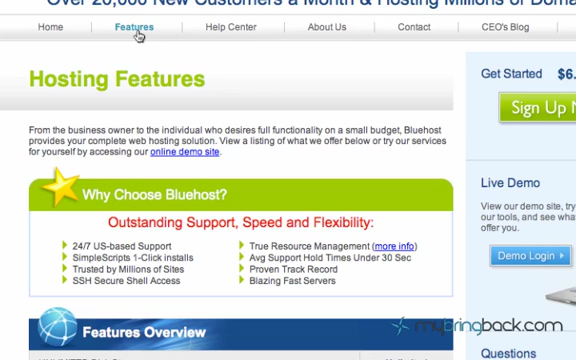 Over 20,000 New Customers a Month & Hosting Millions of
Home Features Help Center About Us Contact CEO's Blog
Hosting Features
Get Started $6.
Sign Up
From the business owner to the individual who desires full functionality on a small budget, Bluehost
provides your complete web hosting solution. View a listing of what we offer below or try our services
for yourself by accessing our online demo site.
Why Choose Bluehost?
Outstanding Support, Speed and Flexibility:
24/7 US-based Support
SimpleScripts 1-Click installs
Trusted by Millions of Sites
SSH Secure Shell Access
True Resource Management (more info)
Avg Support Hold Times Under 30 Sec
Proven Track Record
Blazing Fast Servers
Live Demo
View our demo site, try
our tools, and see what
offer you.
Demo Login
Features Overview
mybringback.com
Questions